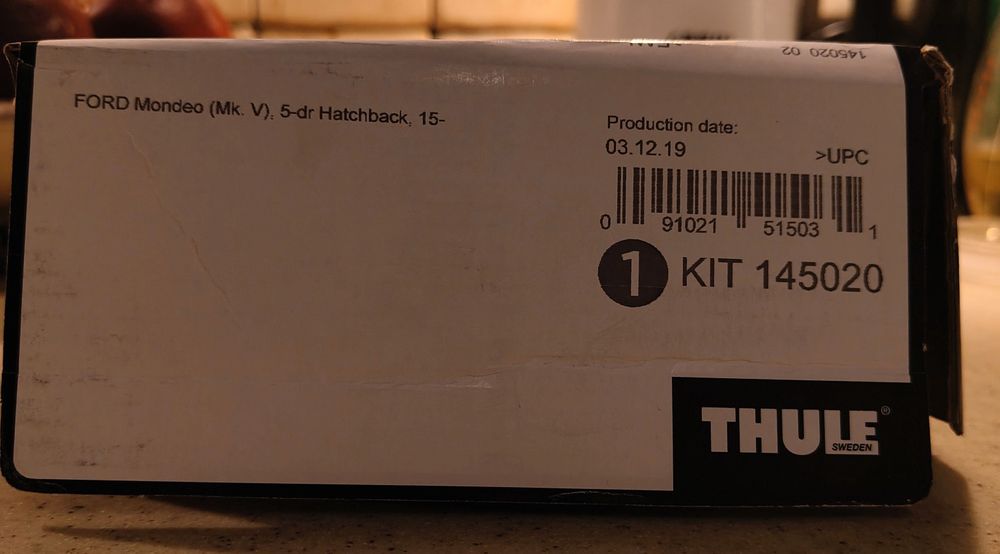 145020 02
FORD Mondeo (Mk. V), 5-dr Hatchback, 15-
Production date:
03.12.19
>UPC
0 91021 51503 1
1 KIT 145020
THULE®
SWEDEN